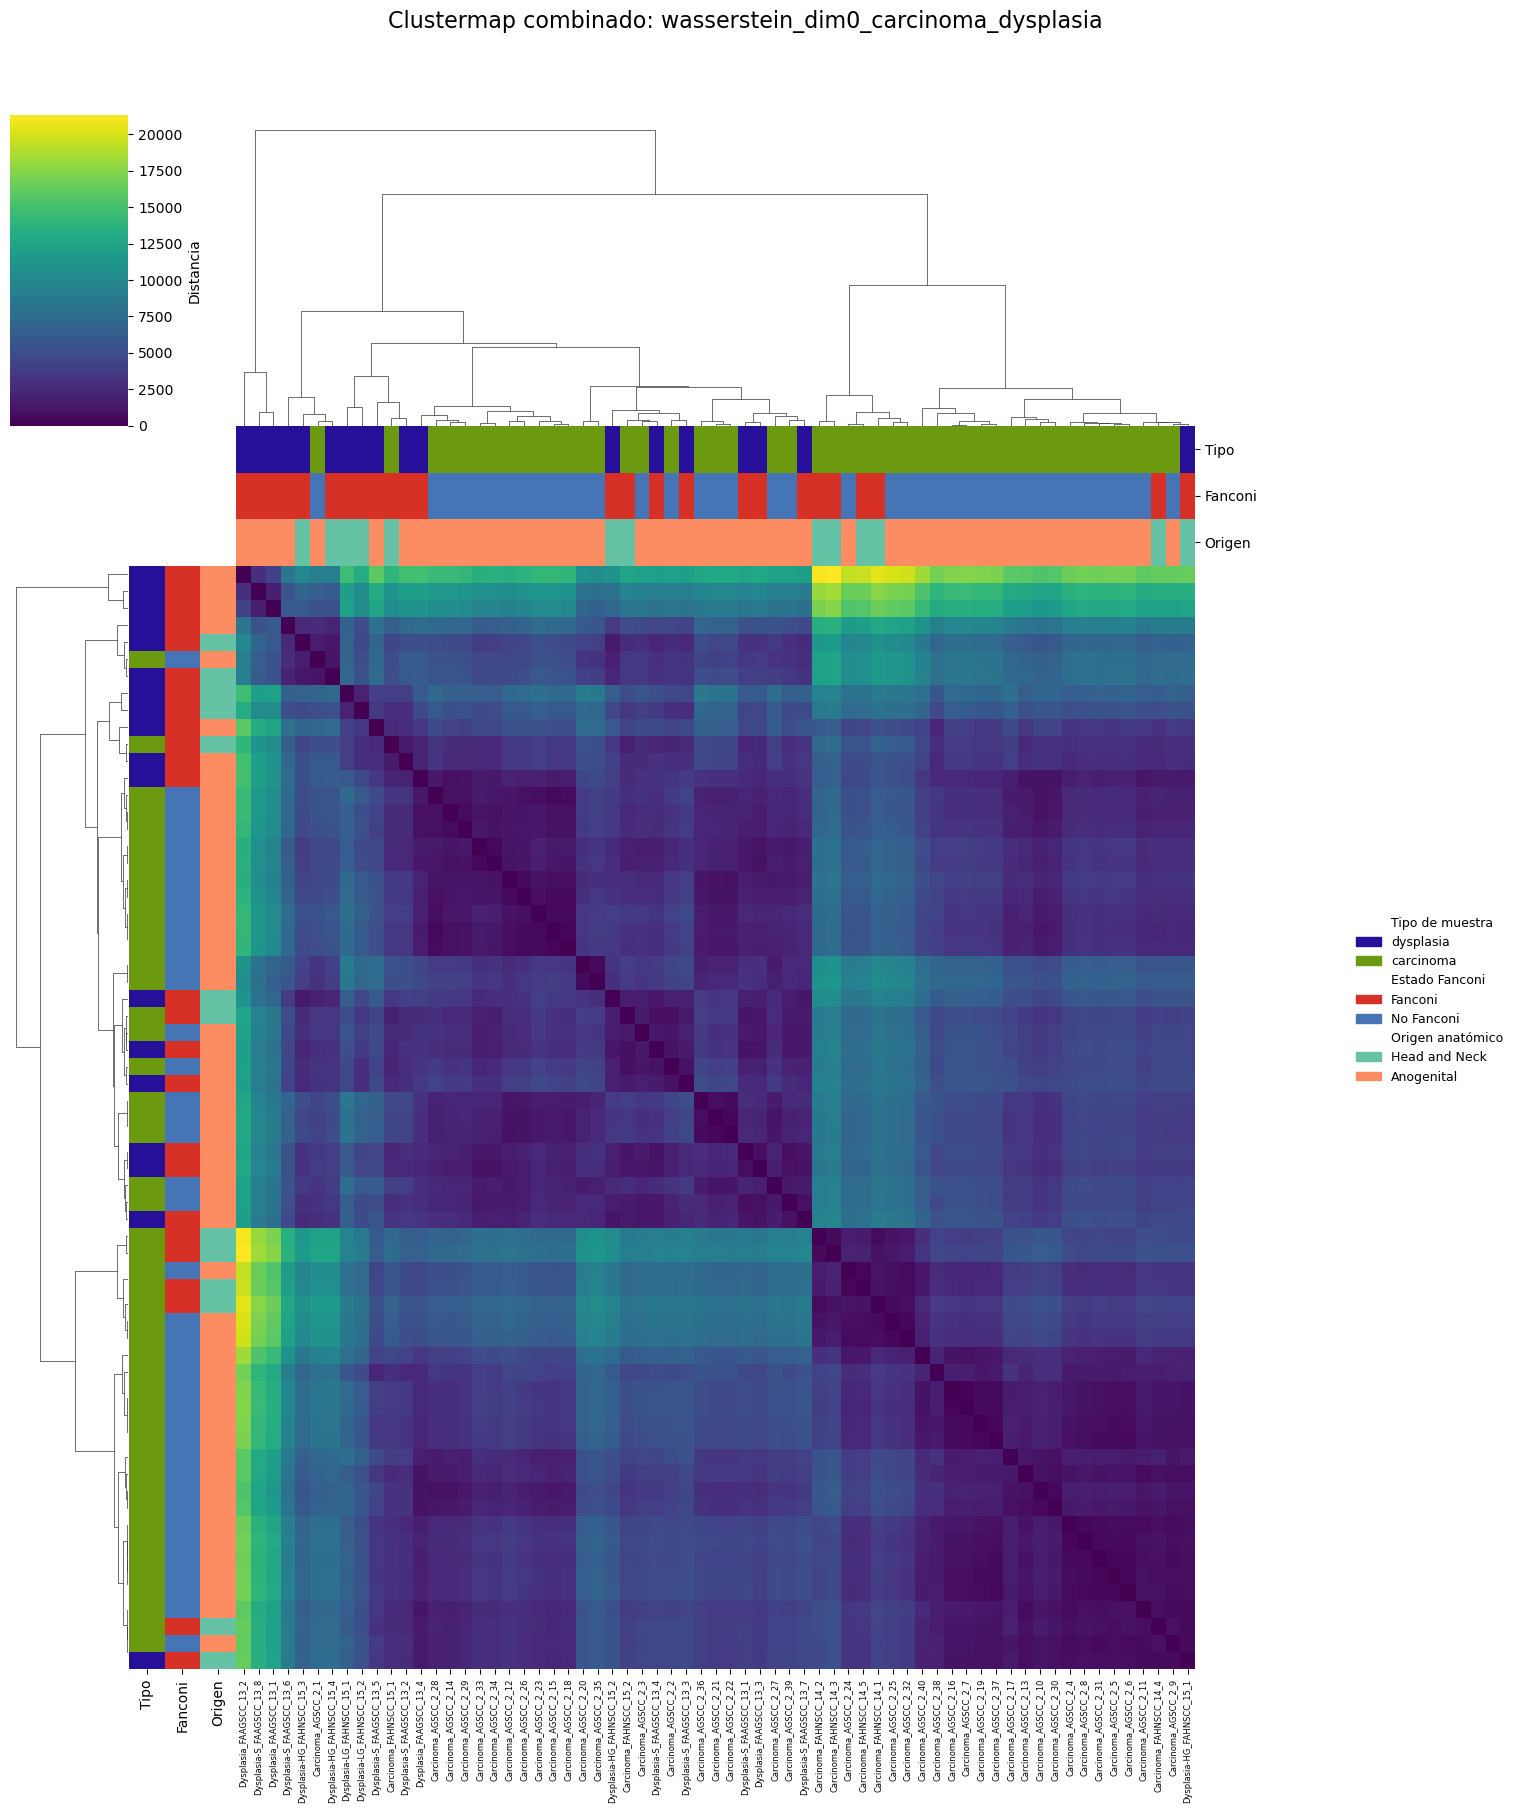 Clustermap combinado: wasserstein_dim0_carcinoma_dysplasia
20000
17500
15000
12500
10000
7500
5000
2500
0
Distancia
Tipo
Fanconi
Origen
Tipo de muestra
dysplasia
carcinoma
Estado Fanconi
Fanconi
No Fanconi
Origen anatómico
Head and Neck
Anogenital
Tipo
Fanconi
Origen
Dysplasia_FAAGSCC_13_2
Dysplasia-S_FAAGSCC_13_8
Dysplasia_FAAGSCC_13_1
Dysplasia-S_FAAGSCC_13_6
Dysplasia-HG_FAHNSCC_15_3
Carcinoma_AGSCC_2_1
Dysplasia-HG_FAHNSCC_15_4
Dysplasia-LG_FAHNSCC_15_1
Dysplasia-LG_FAHNSCC_15_2
Dysplasia-S_FAAGSCC_13_5
Carcinoma_FAHNSCC_15_1
Dysplasia-S_FAAGSCC_13_2
Dysplasia_FAAGSCC_13_4
Carcinoma_AGSCC_2_28
Carcinoma_AGSCC_2_14
Carcinoma_AGSCC_2_29
Carcinoma_AGSCC_2_33
Carcinoma_AGSCC_2_34
Carcinoma_AGSCC_2_12
Carcinoma_AGSCC_2_26
Carcinoma_AGSCC_2_23
Carcinoma_AGSCC_2_15
Carcinoma_AGSCC_2_18
Carcinoma_AGSCC_2_20
Carcinoma_AGSCC_2_35
Dysplasia-HG_FAHNSCC_15_2
Carcinoma_FAHNSCC_15_2
Carcinoma_AGSCC_2_3
Dysplasia-S_FAAGSCC_13_4
Carcinoma_AGSCC_2_2
Dysplasia-S_FAAGSCC_13_3
Carcinoma_AGSCC_2_36
Carcinoma_AGSCC_2_21
Carcinoma_AGSCC_2_22
Dysplasia-S_FAAGSCC_13_1
Dysplasia_FAAGSCC_13_3
Carcinoma_AGSCC_2_27
Carcinoma_AGSCC_2_39
Dysplasia-S_FAAGSCC_13_7
Carcinoma_FAHNSCC_14_2
Carcinoma_FAHNSCC_14_3
Carcinoma_AGSCC_2_24
Carcinoma_FAHNSCC_14_5
Carcinoma_FAHNSCC_14_1
Carcinoma_AGSCC_2_25
Carcinoma_AGSCC_2_32
Carcinoma_AGSCC_2_40
Carcinoma_AGSCC_2_38
Carcinoma_AGSCC_2_16
Carcinoma_AGSCC_2_7
Carcinoma_AGSCC_2_19
Carcinoma_AGSCC_2_37
Carcinoma_AGSCC_2_17
Carcinoma_AGSCC_2_13
Carcinoma_AGSCC_2_10
Carcinoma_AGSCC_2_30
Carcinoma_AGSCC_2_4
Carcinoma_AGSCC_2_8
Carcinoma_AGSCC_2_31
Carcinoma_AGSCC_2_5
Carcinoma_AGSCC_2_6
Carcinoma_AGSCC_2_11
Carcinoma_FAHNSCC_14_4
Carcinoma_AGSCC_2_9
Dysplasia-HG_FAHNSCC_15_1